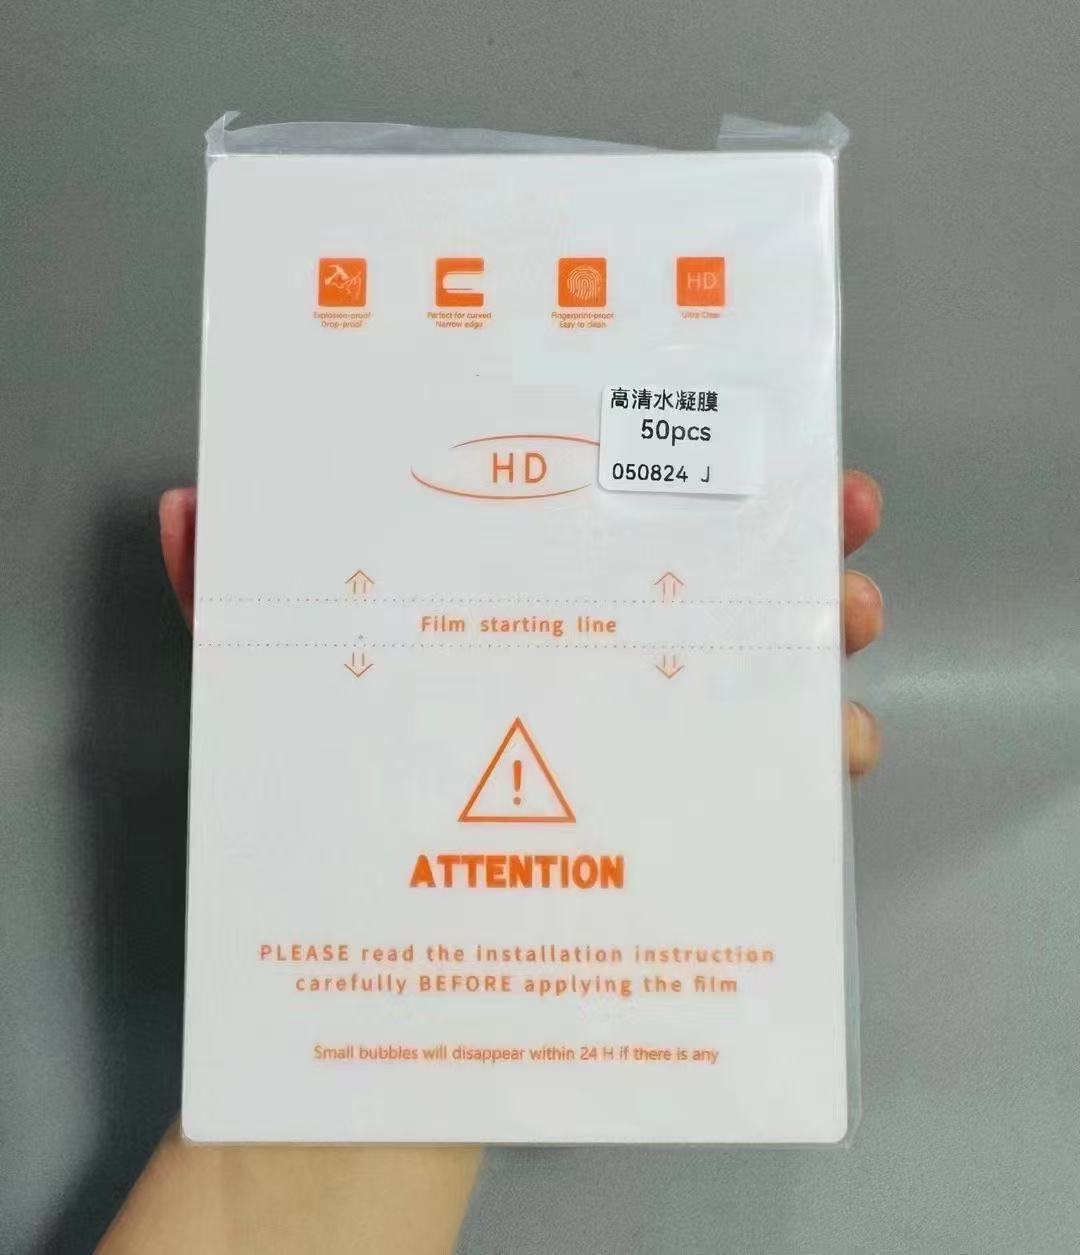 Explosion-proof
Drop-proof
Perfect for curved
Narrow edge
Fingerprint-proof
Easy to clean
HD
Ultra Clear
高清水凝膜
50pcs
050824 J
HD
Film starting line
!
ATTENTION
PLEASE read the installation instruction
carefully BEFORE applying the film
Small bubbles will disappear within 24 H if there is any